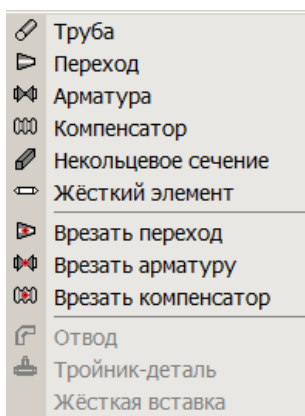 Труба
Переход
Арматура
Компенсатор
Некольцевое сечение
Жёсткий элемент
Врезать переход
Врезать арматуру
Врезать компенсатор
Отвод
Тройник-деталь
Жёсткая вставка